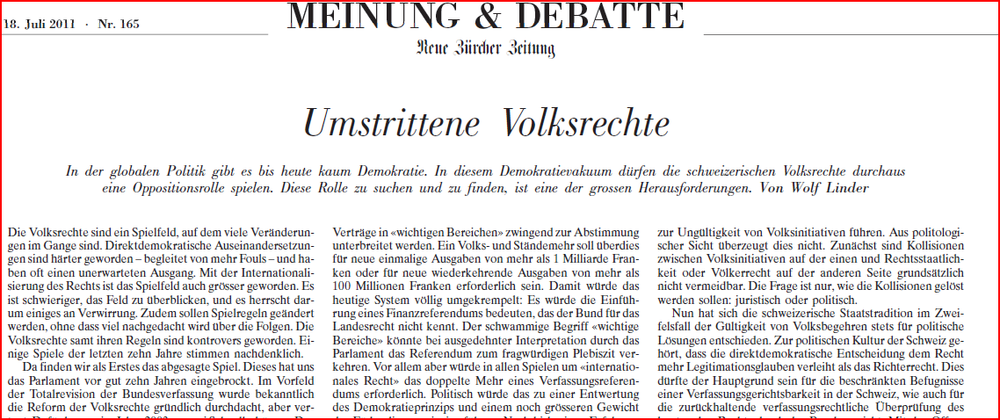 MEINUNG & DEBATTE
18. Juli 2011 · Nr. 165
Neue Zürcher Zeitung
Umstrittene Volksrechte
In der globalen Politik gibt es bis heute kaum Demokratie. In diesem Demokratievakuum dürfen die schweizerischen Volksrechte durchaus
eine Oppositionsrolle spielen. Diese Rolle zu suchen und zu finden, ist eine der grossen Herausforderungen. Von Wolf Linder
Die Volksrechte sind ein Spielfeld, auf dem viele Veränderun-
gen im Gange sind. Direktdemokratische Auseinandersetzun-
gen sind härter geworden – begleitet von mehr Fouls – und ha-
ben oft einen unerwarteten Ausgang. Mit der Internationali-
sierung des Rechts ist das Spielfeld auch grösser geworden. Es
ist schwieriger, das Feld zu überblicken, und es herrscht dar-
um einiges an Verwirrung. Zudem sollen Spielregeln geändert
werden, ohne dass viel nachgedacht wird über die Folgen. Die
Volksrechte samt ihren Regeln sind kontrovers geworden. Ei-
nige Spiele der letzten zehn Jahre stimmen nachdenklich.
Da finden wir als Erstes das abgesagte Spiel. Dieses hat uns
das Parlament vor gut zehn Jahren eingebrockt. Im Vorfeld
der Totalrevision der Bundesverfassung wurde bekanntlich
die Reform der Volksrechte gründlich durchdacht, aber ver-
Verträge in «wichtigen Bereichen» zwingend zur Abstimmung
unterbreitet werden. Ein Volks- und Ständemehr soll überdies
für neue einmalige Ausgaben von mehr als 1 Milliarde Fran-
ken oder für neue wiederkehrende Ausgaben von mehr als
100 Millionen Franken erforderlich sein. Damit würde das
heutige System völlig umgekrempelt: Es würde die Einfüh-
rung eines Finanzreferendums bedeuten, das der Bund für das
Landesrecht nicht kennt. Der schwammige Begriff «wichtige
Bereiche» könnte bei ausgedehnter Interpretation durch das
Parlament das Referendum zum fragwürdigen Plebiszit ver-
kehren. Vor allem aber würde in allen Spielen um «internatio-
nales Recht» das doppelte Mehr eines Verfassungsreferen-
dums erforderlich. Politisch würde das zu einer Entwertung
des Demokratieprinzips und einem noch grösseren Gewicht
zur Ungültigkeit von Volksinitiativen führen. Aus politologi-
scher Sicht überzeugt dies nicht. Zunächst sind Kollisionen
zwischen Volksinitiativen auf der einen und Rechtsstaatlich-
keit oder Völkerrecht auf der anderen Seite grundsätzlich
nicht vermeidbar. Die Frage ist nur, wie die Kollisionen gelöst
werden sollen: juristisch oder politisch.
Nun hat sich die schweizerische Staatstradition im Zwei-
felsfall der Gültigkeit von Volksbegehren stets für politische
Lösungen entschieden. Zur politischen Kultur der Schweiz ge-
hört, dass die direktdemokratische Entscheidung dem Recht
mehr Legitimationsglauben verleiht als das Richterrecht. Dies
dürfte der Hauptgrund sein für die beschränkten Befugnisse
einer Verfassungsgerichtsbarkeit in der Schweiz, wie auch für
die zurückhaltende verfassungsrechtliche Überprüfung des